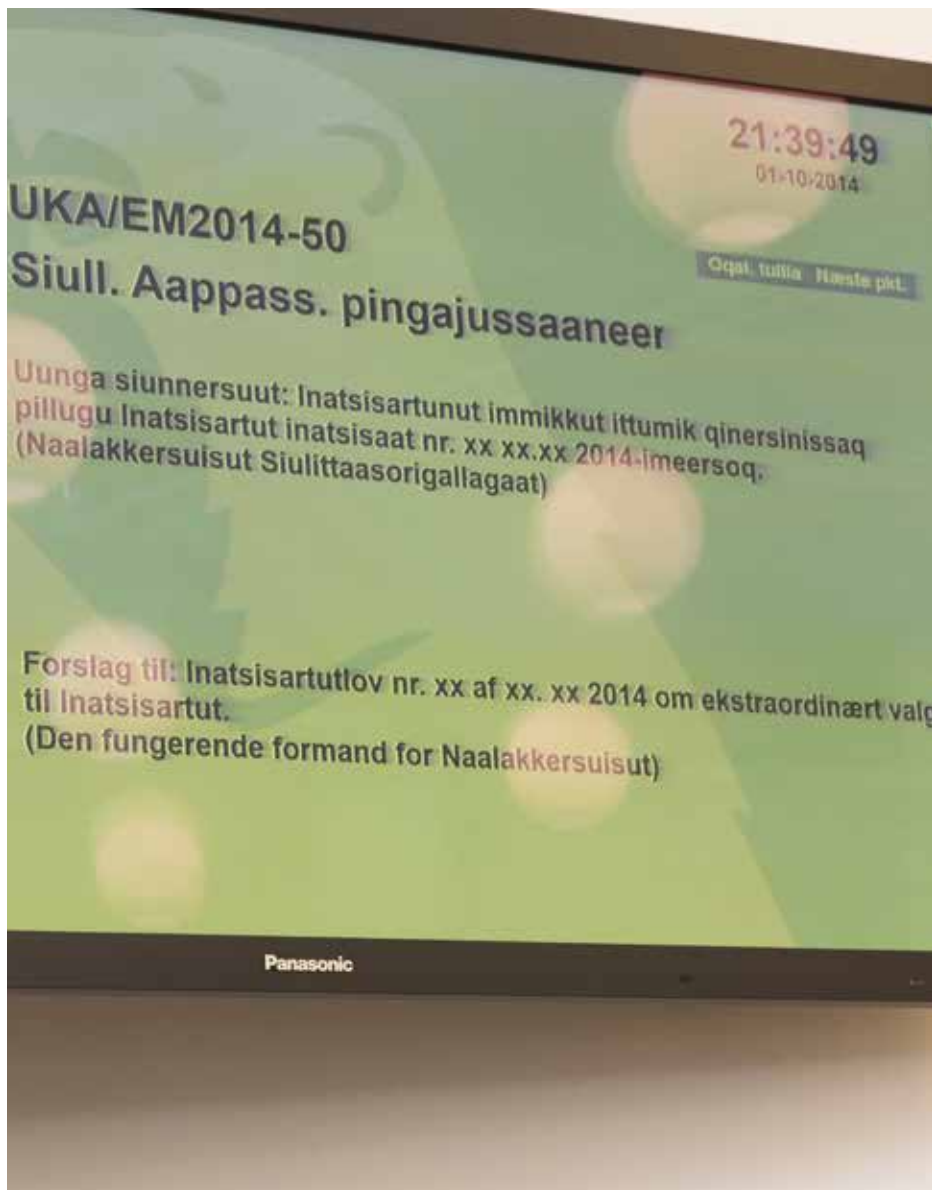 21:39:49
01-10-2014
UKA/EM2014-50
Oqal. tullia Næste pkt.
Siull. Aappass. pingajussaaneer
Uunga siunnersuut: Inatsisartunut immikkut ittumik qinersinissaq
pillugu Inatsisartut inatsisaat nr. xx xx.xx 2014-imeersoq.
(Naalakkersuisut Siulittaasorigallagaat)
Forslag til: Inatsisartutlov nr. xx af xx. xx 2014 om ekstraordinært valg
til Inatsisartut.
(Den fungerende formand for Naalakkersuisut)
Panasonic